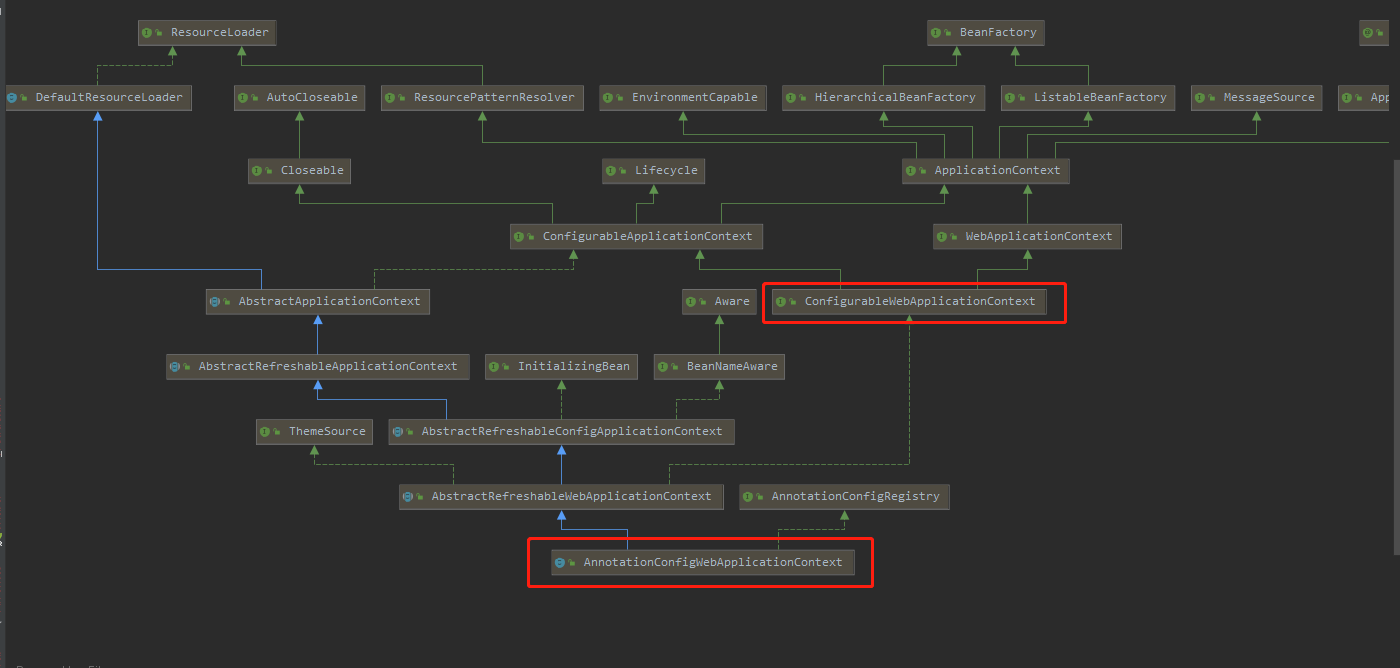 ResourceLoader
BeanFactory
DefaultResourceLoader
AutoCloseable
ResourcePatternResolver
EnvironmentCapable
HierarchicalBeanFactory
ListableBeanFactory
MessageSource
App
Closeable
Lifecycle
ApplicationContext
ConfigurableApplicationContext
WebApplicationContext
AbstractApplicationContext
Aware
ConfigurableWebApplicationContext
AbstractRefreshableApplicationContext
InitializingBean
BeanNameAware
ThemeSource
AbstractRefreshableConfigApplicationContext
AbstractRefreshableWebApplicationContext
AnnotationConfigRegistry
AnnotationConfigWebApplicationContext